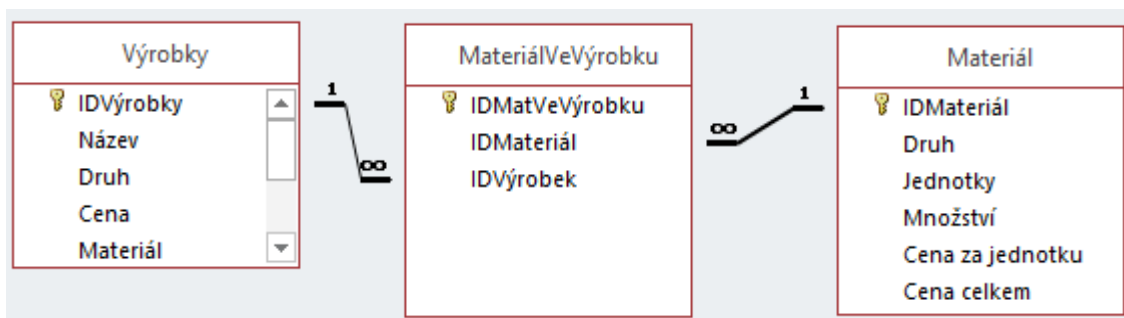 Výrobky
IDVýrobky
Název
Druh
Cena
Materiál
1
∞
MateriálVeVýrobku
IDMatVeVýrobku
IDMateriál
IDVýrobek
∞
1
Materiál
IDMateriál
Druh
Jednotky
Množství
Cena za jednotku
Cena celkem